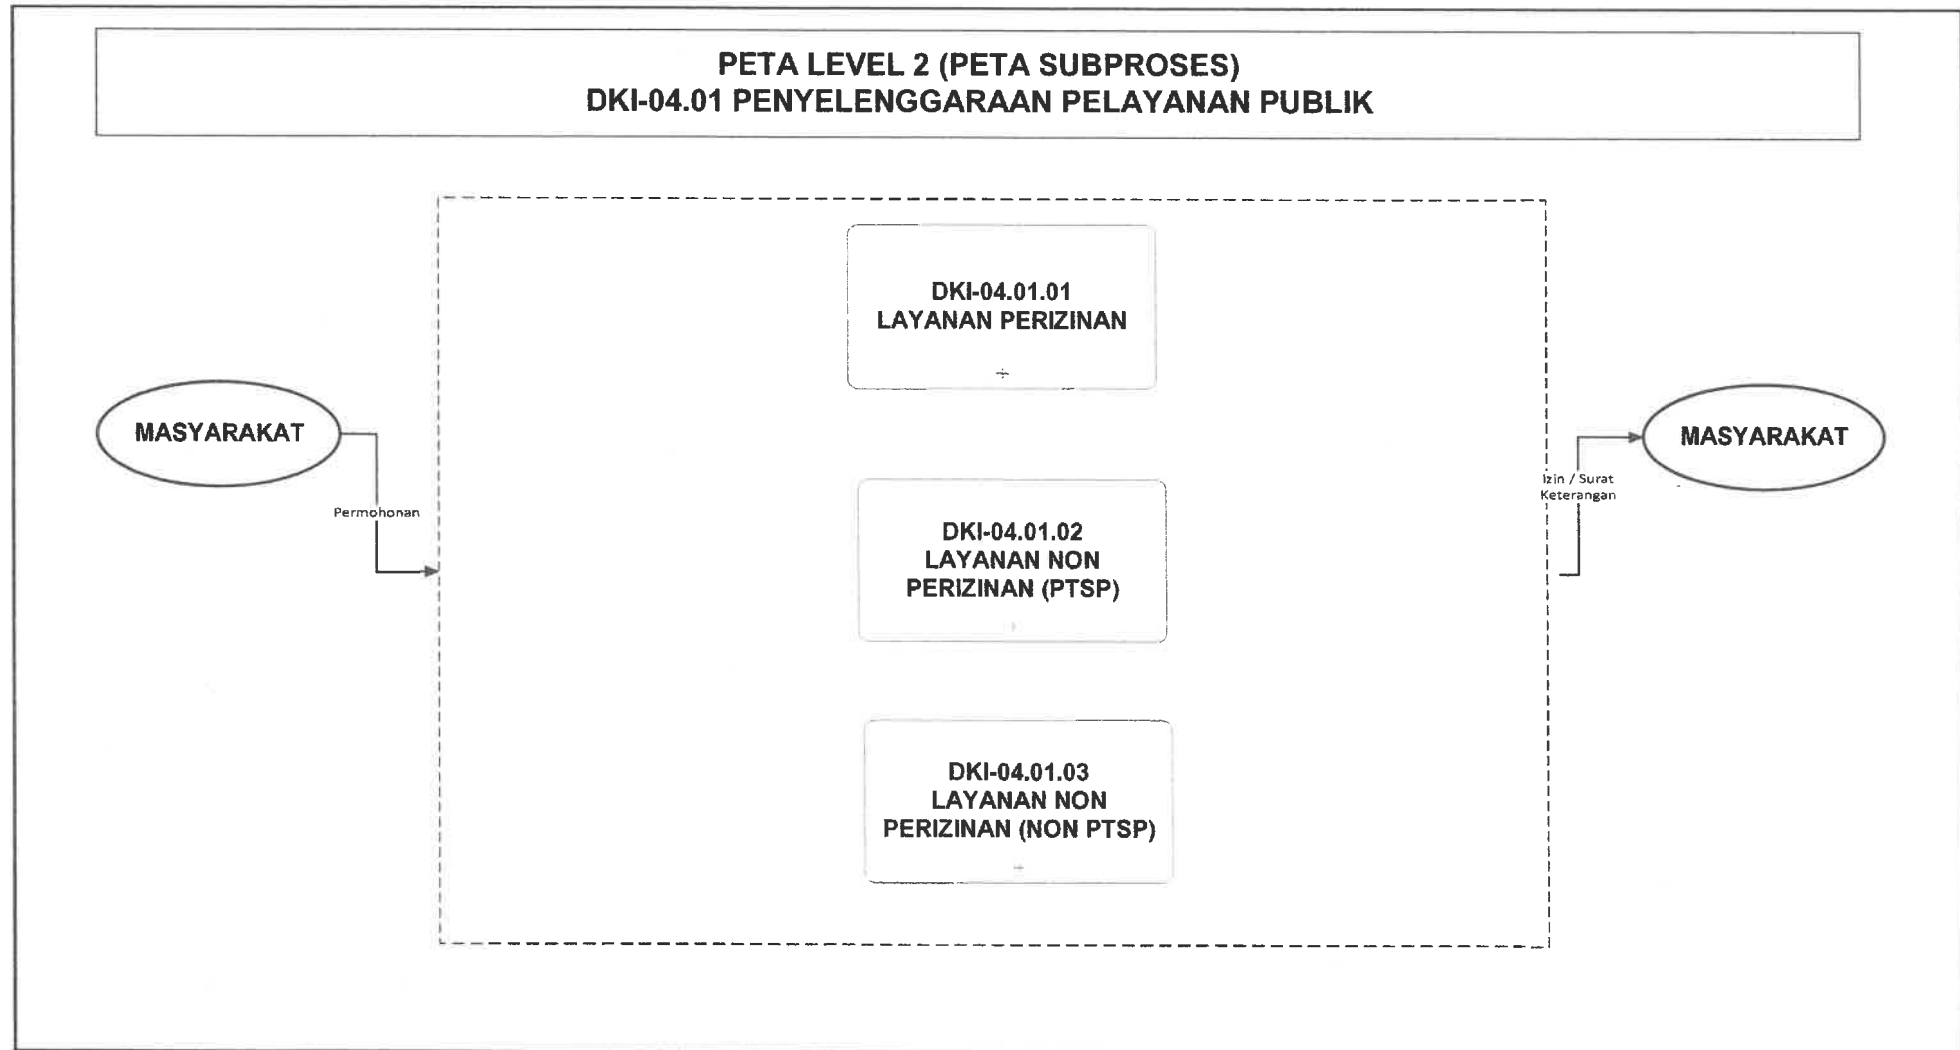 PETA LEVEL 2 (PETA SUBPROSES)
DKI-04.01 PENYELENGGARAAN PELAYANAN PUBLIK
DKI-04.01.01
LAYANAN PERIZINAN
+
MASYARAKAT
Permohonan
DKI-04.01.02
LAYANAN NON
PERIZINAN (PTSP)
+
DKI-04.01.03
LAYANAN NON
PERIZINAN (NON PTSP)
+
Izin / Surat
Keterangan
MASYARAKAT